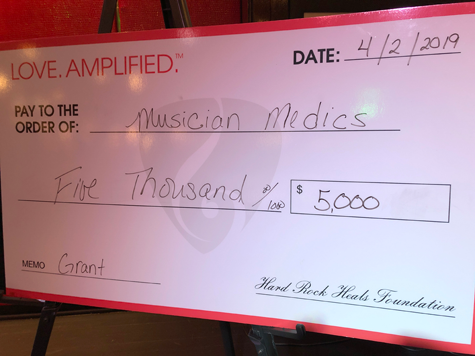 LOVE. AMPLIFIED.™
DATE: 4/2/2019
PAY TO THE
ORDER OF: Musician Medics
Five Thousand 0/100 $ 5,000
MEMO Grant
Hard Rock Heals Foundation